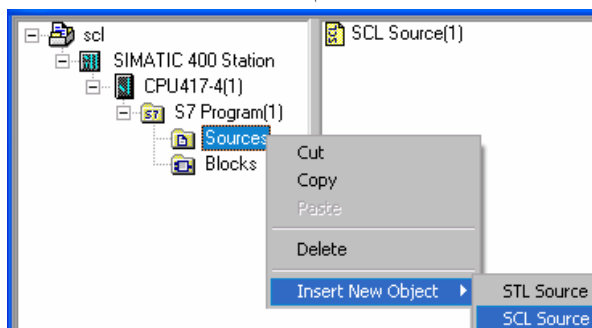 scl
SIMATIC 400 Station
CPU417-4(1)
S7 Program(1)
Sources
Blocks
SCL Source(1)
Cut
Copy
Paste
Delete
Insert New Object
STL Source
SCL Source